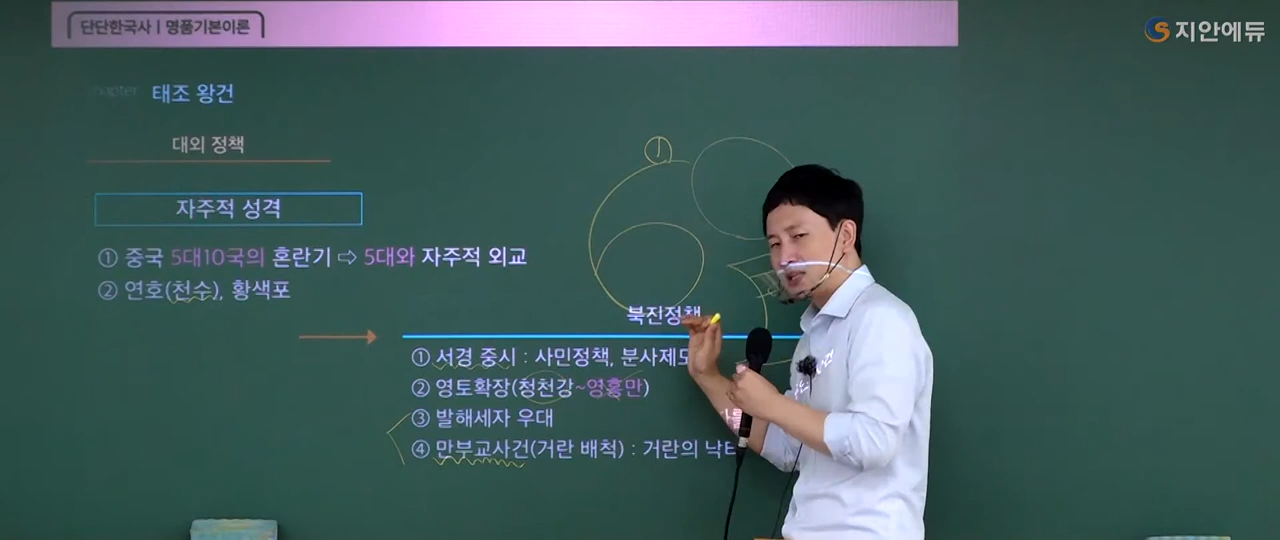 단단한국사 | 명품기본이론
지안에듀
태조 왕건
대외 정책
자주적 성격
① 중국 5대10국의 혼란기 ⇨ 5대와 자주적 외교
② 연호(천수), 황색포
①
북진정책
① 서경 중시 : 사민정책, 분사제도
② 영토확장(청천강~영흥만)
③ 발해세자 우대
④ 만부교사건(거란 배척) : 거란의 낙타